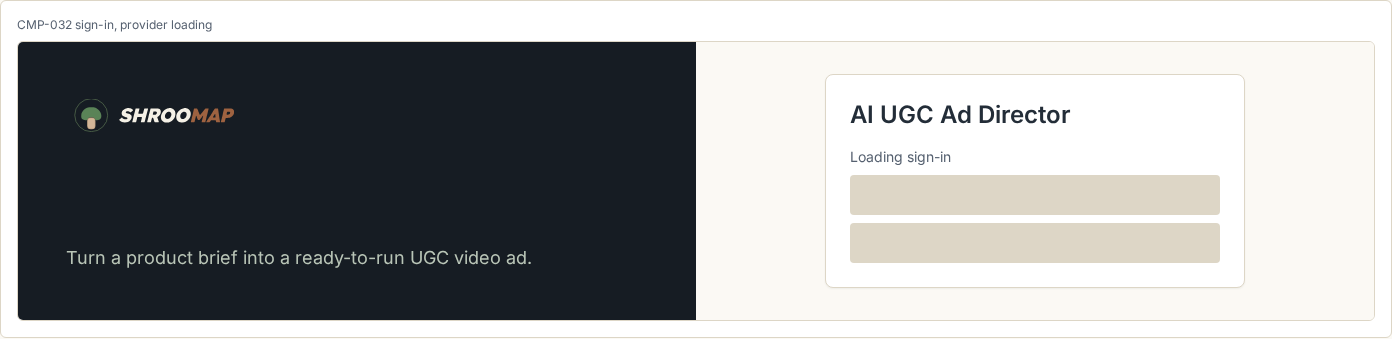 CMP-032 sign-in, provider loading
SHROOMAP
Turn a product brief into a ready-to-run UGC video ad.
AI UGC Ad Director
Loading sign-in